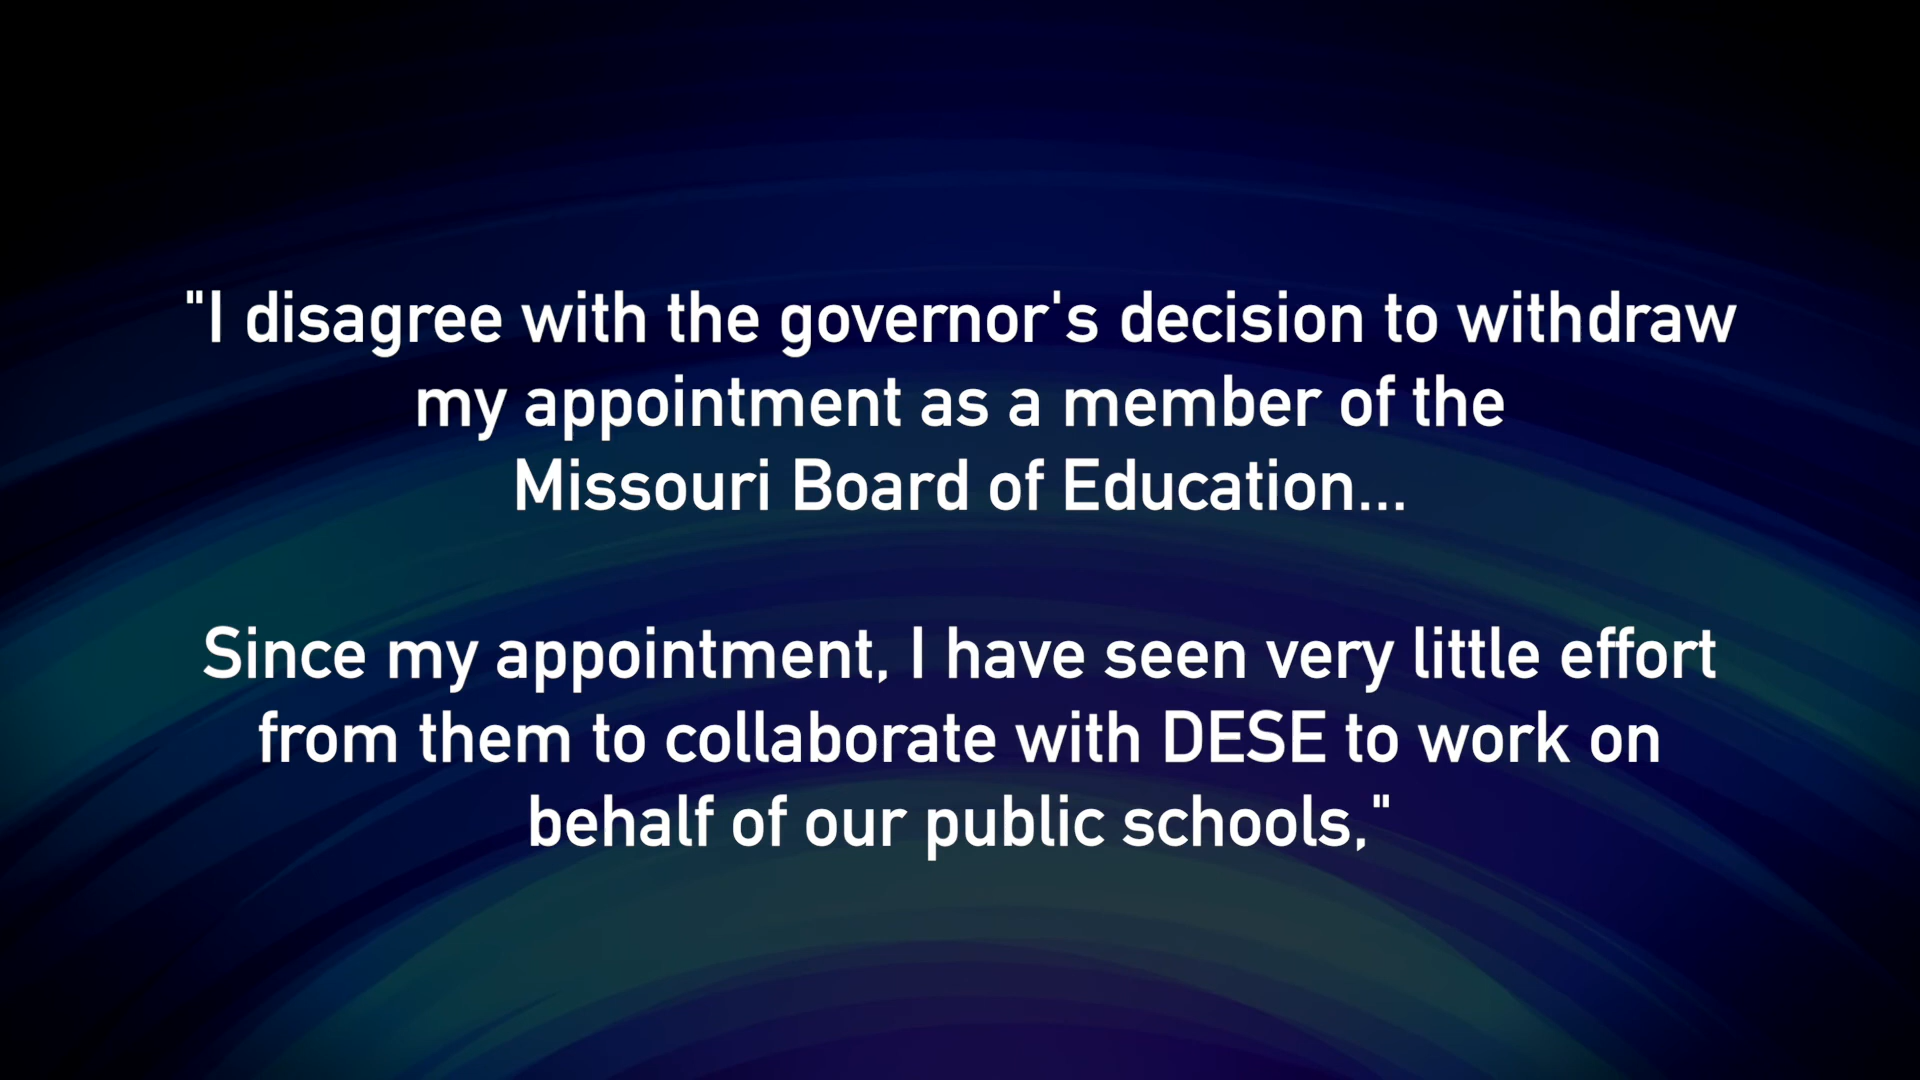 "I disagree with the governor's decision to withdraw
my appointment as a member of the
Missouri Board of Education...
Since my appointment, I have seen very little effort
from them to collaborate with DESE to work on
behalf of our public schools,"